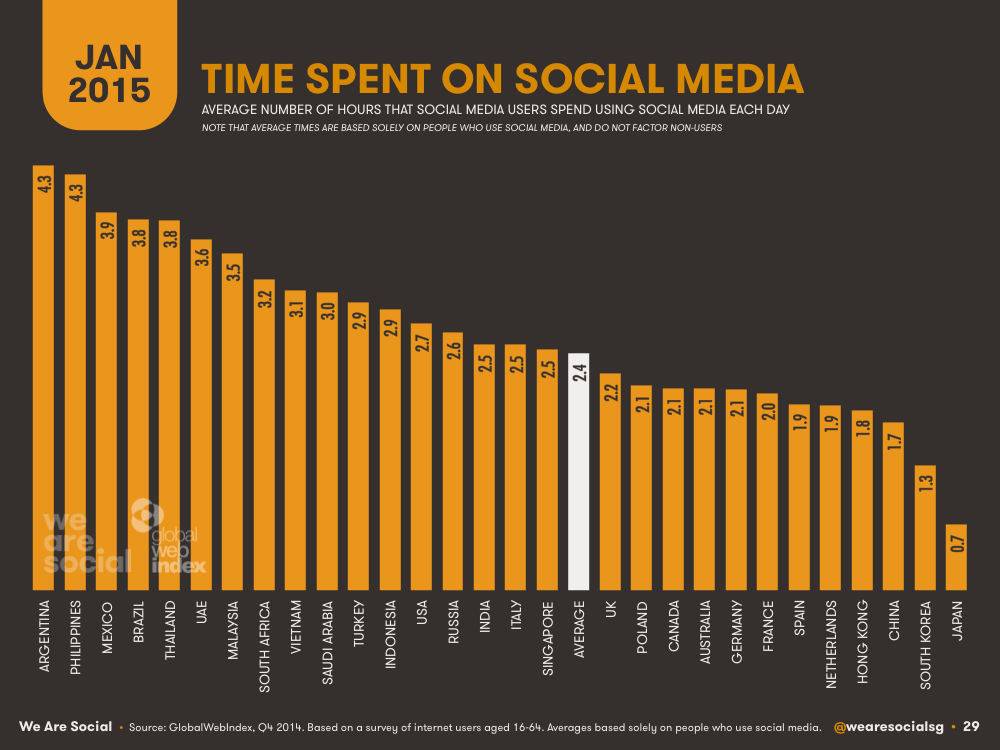 JAN
2015
TIME SPENT ON SOCIAL MEDIA
AVERAGE NUMBER OF HOURS THAT SOCIAL MEDIA USERS SPEND USING SOCIAL MEDIA EACH DAY
NOTE THAT AVERAGE TIMES ARE BASED SOLELY ON PEOPLE WHO USE SOCIAL MEDIA, AND DO NOT FACTOR NON-USERS
4.3
4.3
3.9
3.8
3.8
3.6
3.5
3.2
3.1
3.0
2.9
2.9
2.7
2.6
2.5
2.5
2.5
2.4
2.2
2.1
2.1
2.1
2.1
2.0
1.9
1.9
1.8
1.7
1.3
0.7
we
are
social
global
web
index
ARGENTINA
PHILIPPINES
MEXICO
BRAZIL
THAILAND
UAE
MALAYSIA
SOUTH AFRICA
VIETNAM
SAUDI ARABIA
TURKEY
INDONESIA
USA
RUSSIA
INDIA
ITALY
SINGAPORE
AVERAGE
UK
POLAND
CANADA
AUSTRALIA
GERMANY
FRANCE
SPAIN
NETHERLANDS
HONG KONG
CHINA
SOUTH KOREA
JAPAN
We Are Social • Source: GlobalWebIndex, Q4 2014. Based on a survey of internet users aged 16-64. Averages based solely on people who use social media. @wearesocialsg • 29